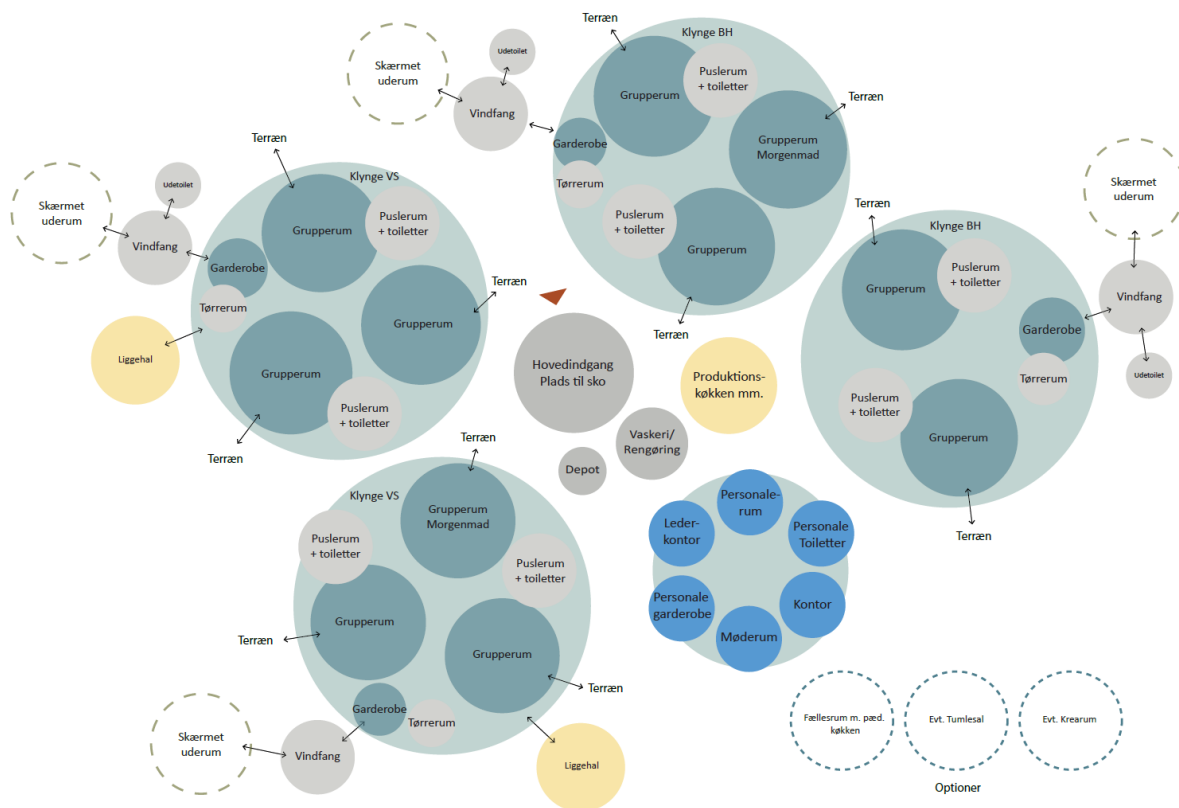 Terræn
Klynge BH
Udetoilet
Skærmet
uderum
Vindfang
Grupperum
Puslerum
+ toiletter
Terræn
Grupperum
Morgenmad
Garderobe
Tørrerum
Puslerum
+ toiletter
Grupperum
Terræn
Terræn
Klynge VS
Udetoilet
Skærmet
uderum
Vindfang
Grupperum
Puslerum
+ toiletter
Garderobe
Tørrerum
Terræn
Grupperum
Liggehal
Grupperum
Puslerum
+ toiletter
Terræn
Terræn
Klynge BH
Skærmet
uderum
Grupperum
Puslerum
+ toiletter
Vindfang
Garderobe
Tørrerum
Udetoilet
Puslerum
+ toiletter
Grupperum
Terræn
Hovedindgang
Plads til sko
Produktions-
køkken mm.
Vaskeri/
Rengøring
Depot
Terræn
Klynge VS
Grupperum
Morgenmad
Puslerum
+ toiletter
Puslerum
+ toiletter
Grupperum
Terræn
Grupperum
Terræn
Garderobe
Tørrerum
Skærmet
uderum
Vindfang
Liggehal
Personale-
rum
Leder-
kontor
Personale
Toiletter
Personale
garderobe
Kontor
Møderum
Fællesrum m. pæd.
køkken
Evt. Tumlesal
Evt. Krearum
Optioner